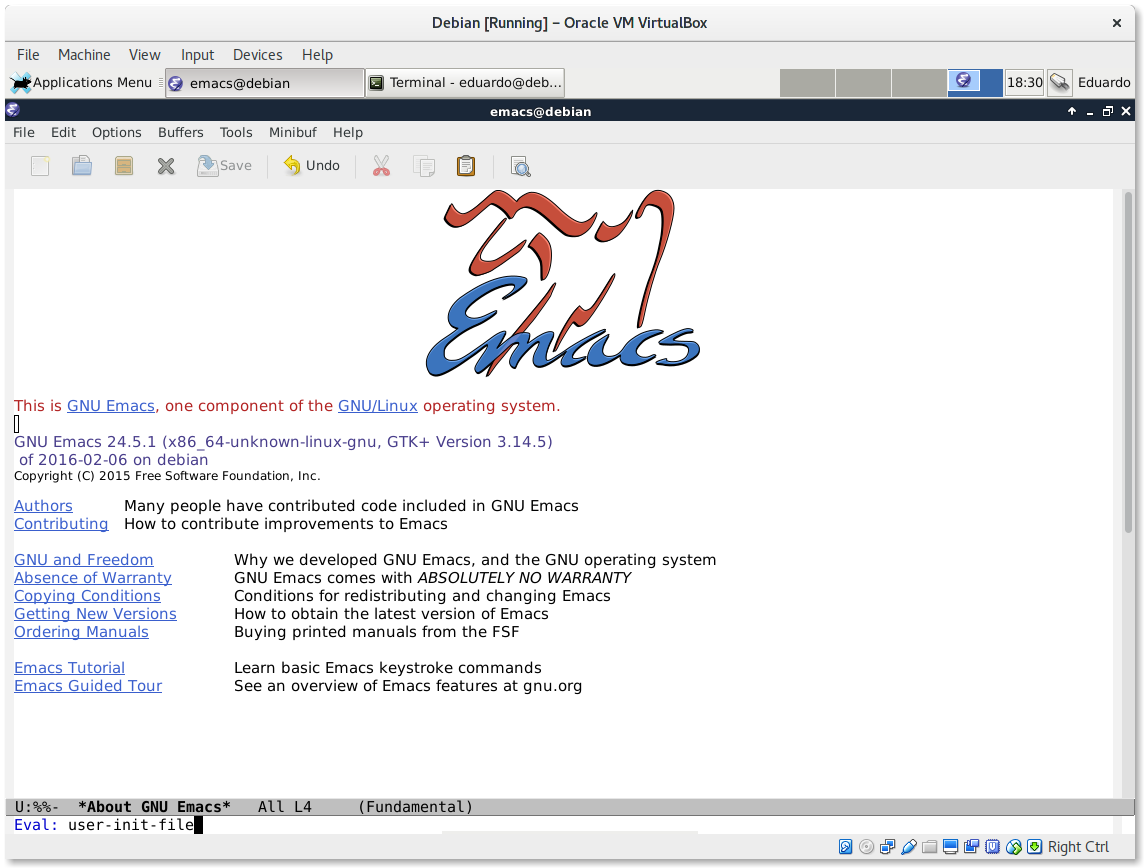 Debian [Running] – Oracle VM VirtualBox
File Machine View Input Devices Help
Applications Menu emacs@debian Terminal - eduardo@deb... 18:30 Eduardo
emacs@debian
File Edit Options Buffers Tools Minibuf Help
Save Undo
Emacs
This is GNU Emacs, one component of the GNU/Linux operating system.
GNU Emacs 24.5.1 (x86_64-unknown-linux-gnu, GTK+ Version 3.14.5)
of 2016-02-06 on debian
Copyright (C) 2015 Free Software Foundation, Inc.
Authors Many people have contributed code included in GNU Emacs
Contributing How to contribute improvements to Emacs
GNU and Freedom Why we developed GNU Emacs, and the GNU operating system
Absence of Warranty GNU Emacs comes with ABSOLUTELY NO WARRANTY
Copying Conditions Conditions for redistributing and changing Emacs
Getting New Versions How to obtain the latest version of Emacs
Ordering Manuals Buying printed manuals from the FSF
Emacs Tutorial Learn basic Emacs keystroke commands
Emacs Guided Tour See an overview of Emacs features at gnu.org
U:%%- *About GNU Emacs* All L4 (Fundamental)
Eval: user-init-file
Right Ctrl